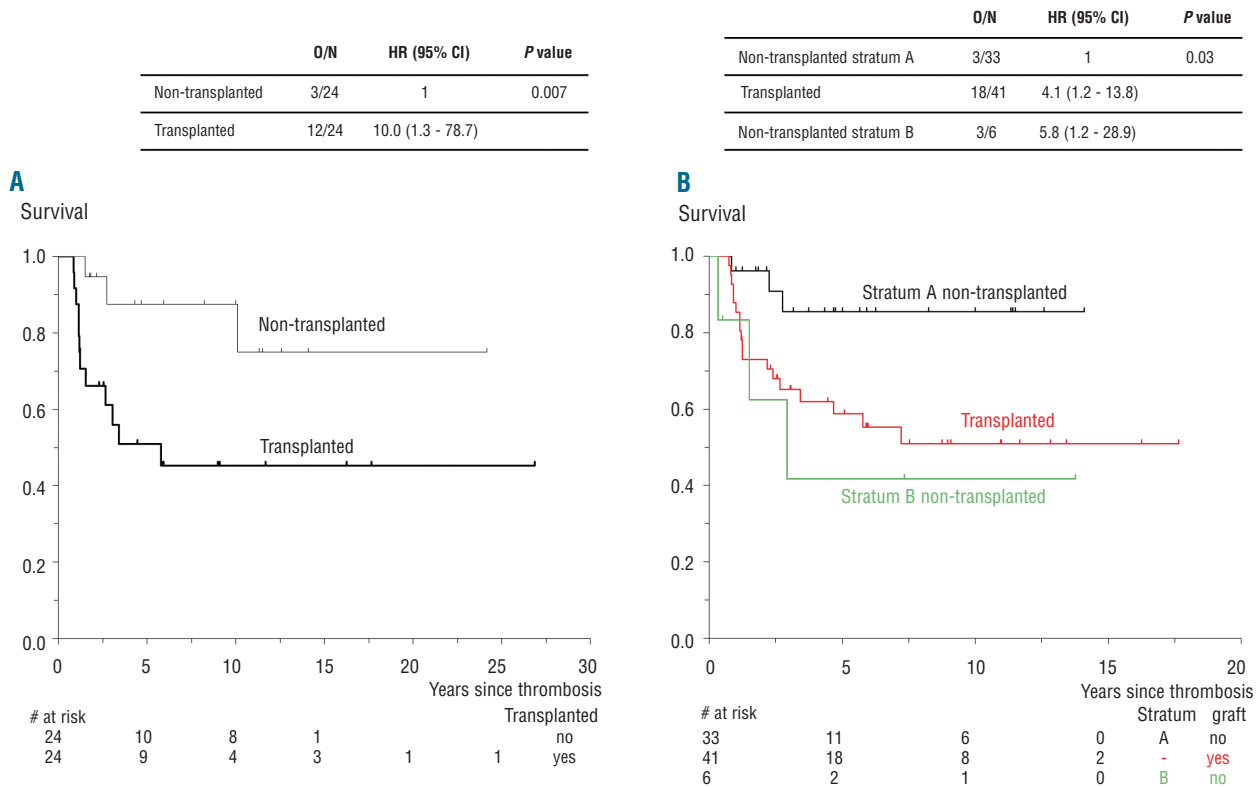 O/N HR (95% CI) P value
Non-transplanted 3/24 1 0.007
Transplanted 12/24 10.0 (1.3 - 78.7)
O/N HR (95% CI) P value
Non-transplanted stratum A 3/33 1 0.03
Transplanted 18/41 4.1 (1.2 - 13.8)
Non-transplanted stratum B 3/6 5.8 (1.2 - 28.9)
A
Survival
1.0
0.8
0.6
0.4
0.2
0.0
Non-transplanted
Transplanted
0 5 10 15 20 25 30
Years since thrombosis
# at risk Transplanted
24 10 8 1 no
24 9 4 3 1 1 yes
B
Survival
1.0
0.8
0.6
0.4
0.2
0.0
Stratum A non-transplanted
Transplanted
Stratum B non-transplanted
0 5 10 15 20
Years since thrombosis
# at risk Stratum graft
33 11 6 0 A no
41 18 8 2 - yes
6 2 1 0 B no